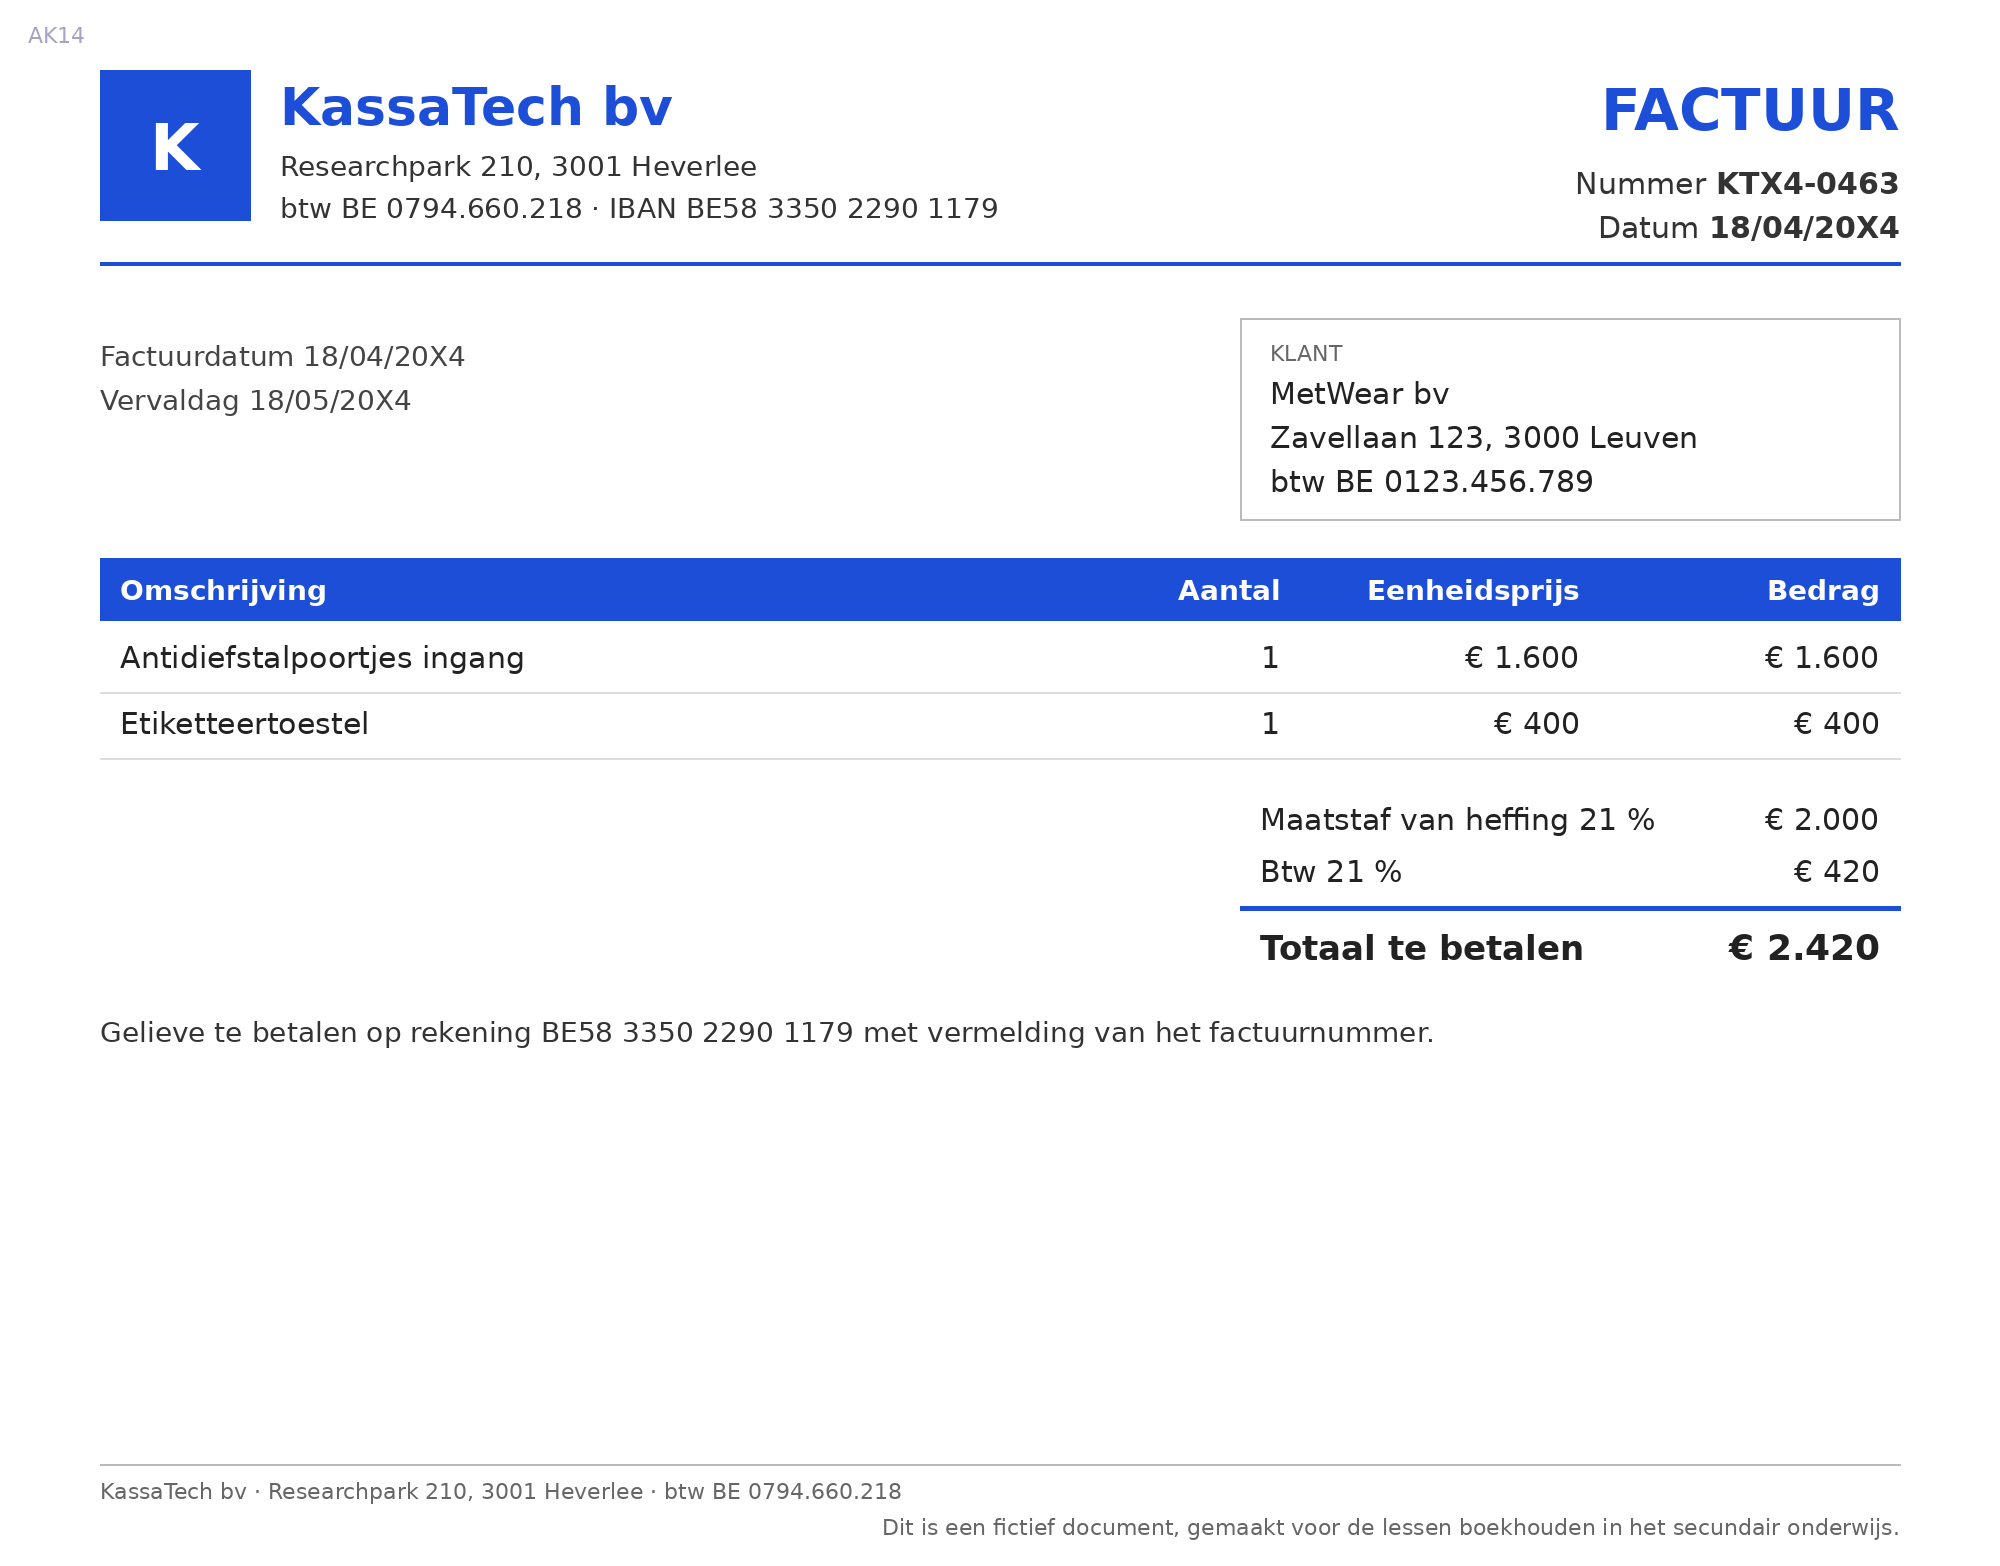 AK14
K
KassaTech bv
Researchpark 210, 3001 Heverlee
btw BE 0794.660.218 · IBAN BE58 3350 2290 1179
FACTUUR
Nummer KTX4-0463
Datum 18/04/20X4
Factuurdatum 18/04/20X4
Vervaldag 18/05/20X4
KLANT
MetWear bv
Zavellaan 123, 3000 Leuven
btw BE 0123.456.789
Omschrijving Aantal Eenheidsprijs Bedrag
Antidiefstalpoortjes ingang 1 € 1.600 € 1.600
Etiketteertoestel 1 € 400 € 400
Maatstaf van heffing 21 % € 2.000
Btw 21 % € 420
Totaal te betalen € 2.420
Gelieve te betalen op rekening BE58 3350 2290 1179 met vermelding van het factuurnummer.
KassaTech bv · Researchpark 210, 3001 Heverlee · btw BE 0794.660.218
Dit is een fictief document, gemaakt voor de lessen boekhouden in het secundair onderwijs.